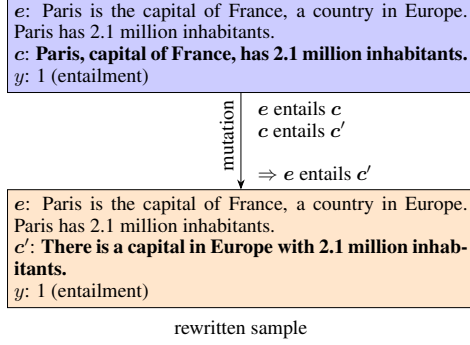 e: Paris is the capital of France, a country in Europe.
Paris has 2.1 million inhabitants.
c: Paris, capital of France, has 2.1 million inhabitants.
y: 1 (entailment)
mutation
e entails c
c entails c′
⇒ e entails c′
e: Paris is the capital of France, a country in Europe.
Paris has 2.1 million inhabitants.
c′: There is a capital in Europe with 2.1 million inhab-
itants.
y: 1 (entailment)
rewritten sample